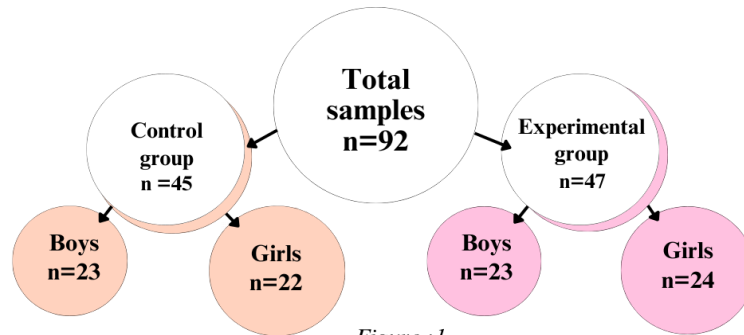 Total
samples
n=92
Control
group
n =45
Experimental
group
n=47
Boys
n=23
Girls
n=22
Boys
n=23
Girls
n=24